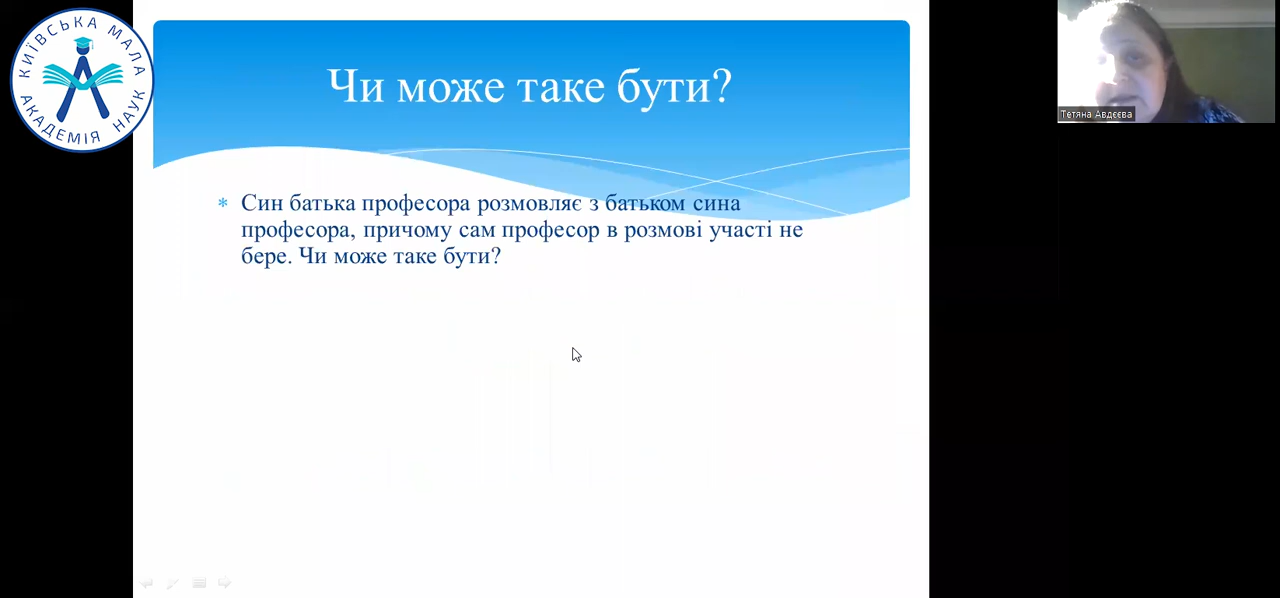 КИЇВСЬКА МАЛА
АКАДЕМІЯ НАУК
Чи може таке бути?
Син батька професора розмовляє з батьком сина
професора, причому сам професор в розмові участі не
бере. Чи може таке бути?
Тетяна Авдєєва